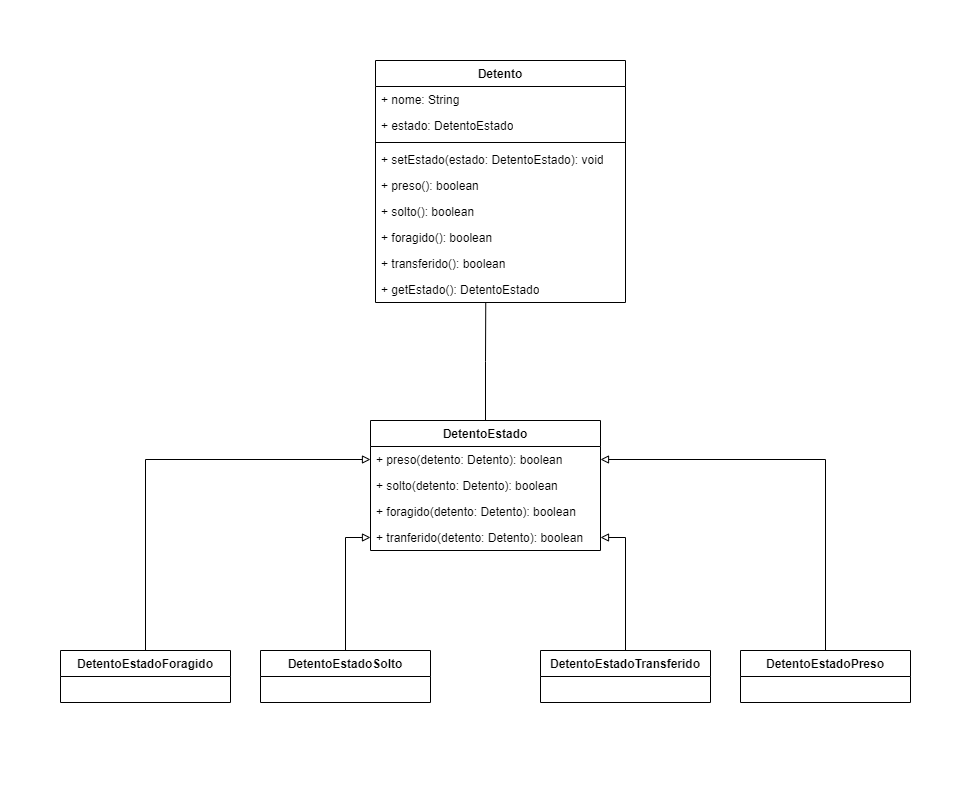 Detento
+ nome: String
+ estado: DetentoEstado
+ setEstado(estado: DetentoEstado): void
+ preso(): boolean
+ solto(): boolean
+ foragido(): boolean
+ transferido(): boolean
+ getEstado(): DetentoEstado
DetentoEstado
+ preso(detento: Detento): boolean
+ solto(detento: Detento): boolean
+ foragido(detento: Detento): boolean
+ tranferido(detento: Detento): boolean
DetentoEstadoForagido
DetentoEstadoSolto
DetentoEstadoTransferido
DetentoEstadoPreso